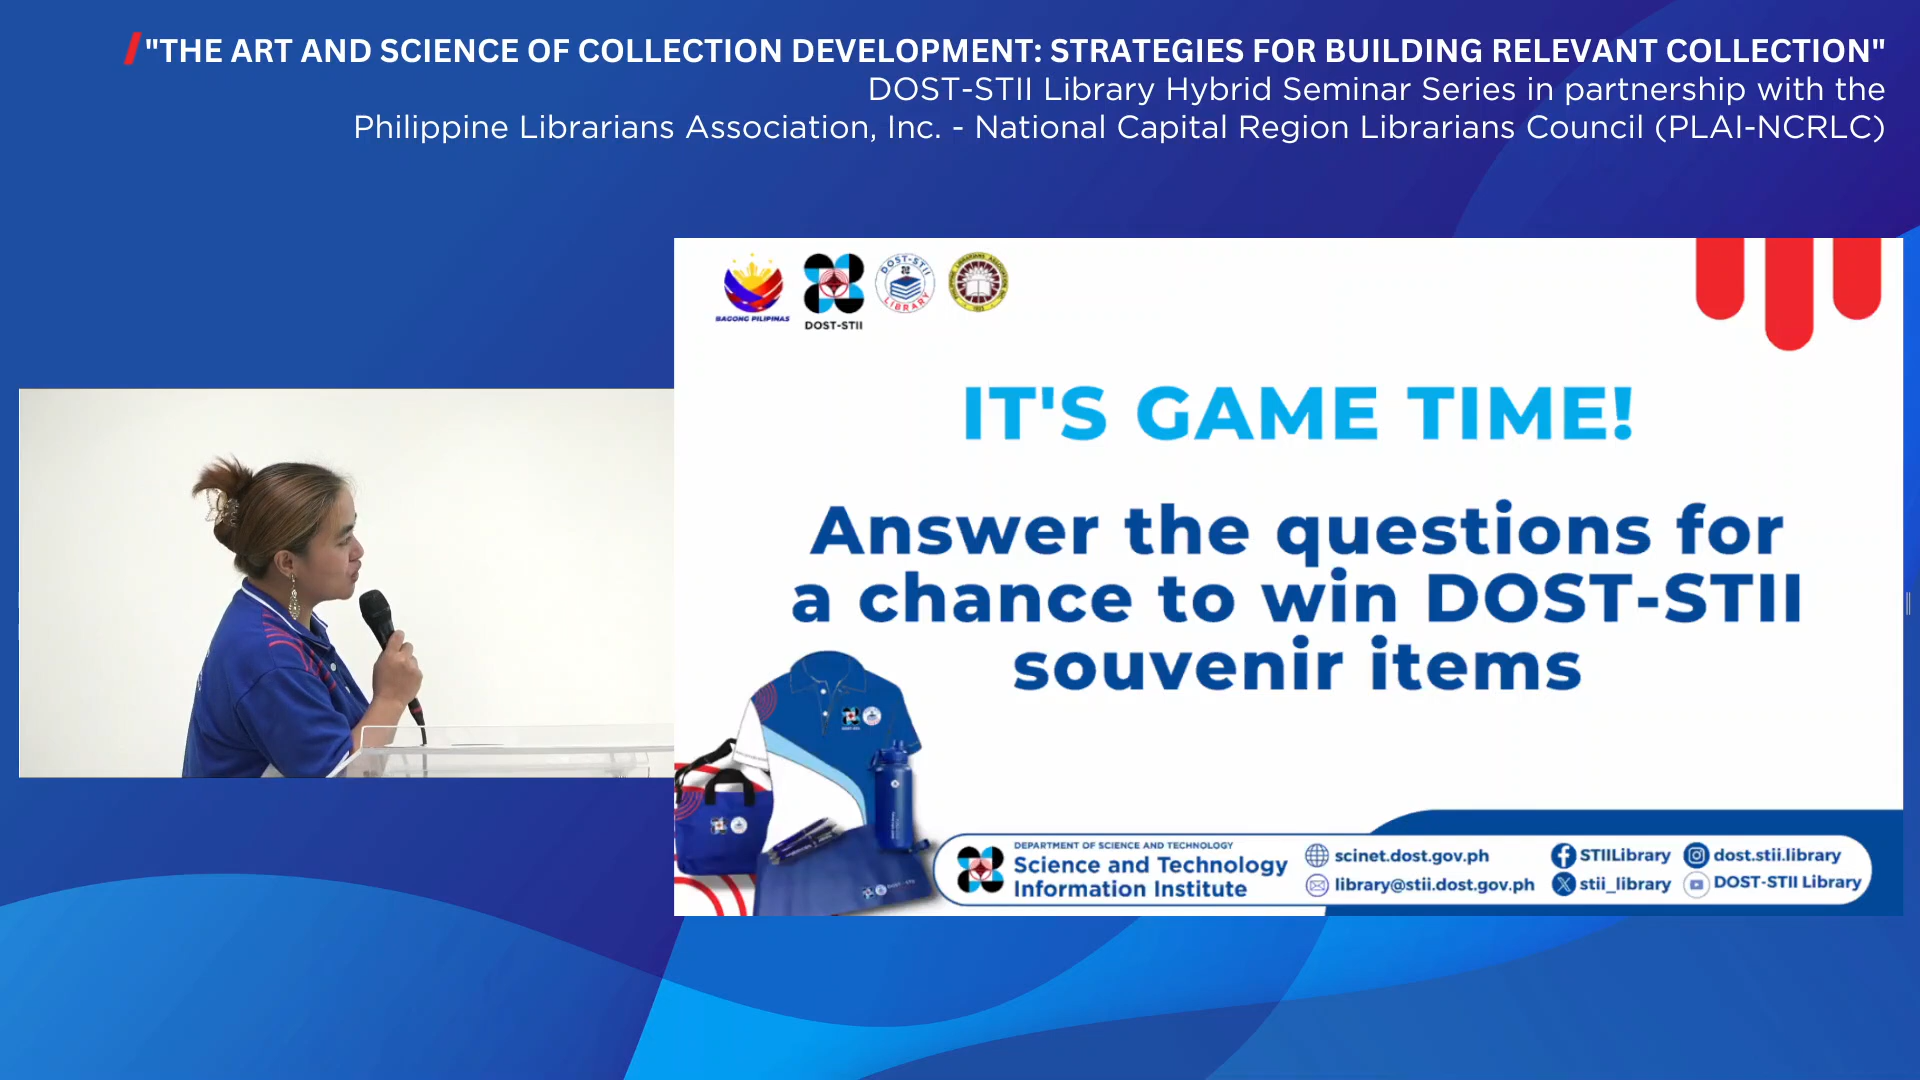 "THE ART AND SCIENCE OF COLLECTION DEVELOPMENT: STRATEGIES FOR BUILDING RELEVANT COLLECTION"
DOST-STII Library Hybrid Seminar Series in partnership with the
Philippine Librarians Association, Inc. - National Capital Region Librarians Council (PLAI-NCRLC)
BAGONG PILIPINAS
DOST-STII
DOST-STII
LIBRARY
IT'S GAME TIME!
Answer the questions for
a chance to win DOST-STII
souvenir items
DEPARTMENT OF SCIENCE AND TECHNOLOGY
Science and Technology
Information Institute
scinet.dost.gov.ph
library@stii.dost.gov.ph
STIILibrary
stii_library
dost.stii.library
DOST-STII Library